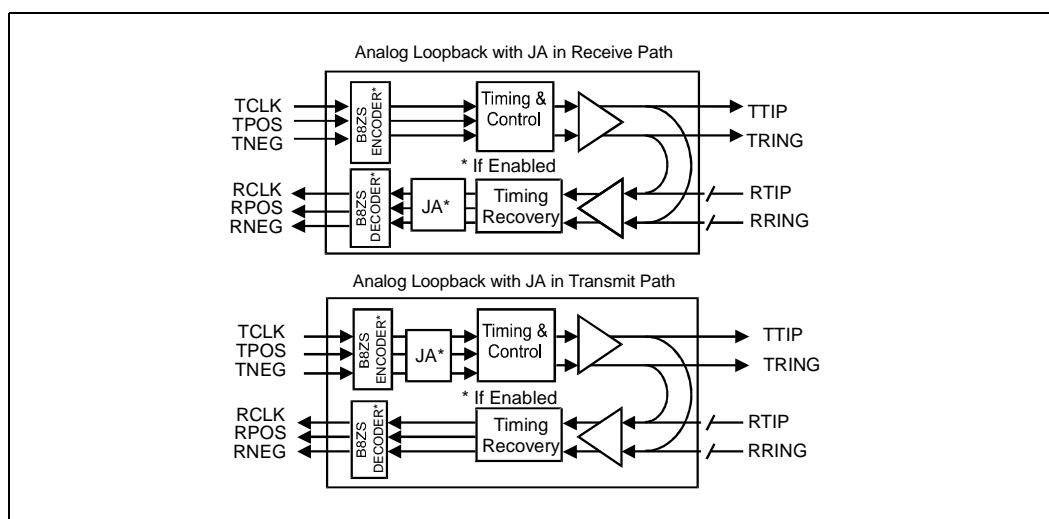 Analog Loopback with JA in Receive Path
TCLK
TPOS
TNEG
B8ZS
ENCODER*
Timing &
Control
TTIP
TRING
* If Enabled
RCLK
RPOS
RNEG
B8ZS
DECODER*
JA*
Timing
Recovery
RTIP
RRING
Analog Loopback with JA in Transmit Path
TCLK
TPOS
TNEG
B8ZS
ENCODER*
JA*
Timing &
Control
TTIP
TRING
* If Enabled
RCLK
RPOS
RNEG
B8ZS
DECODER*
Timing
Recovery
RTIP
RRING